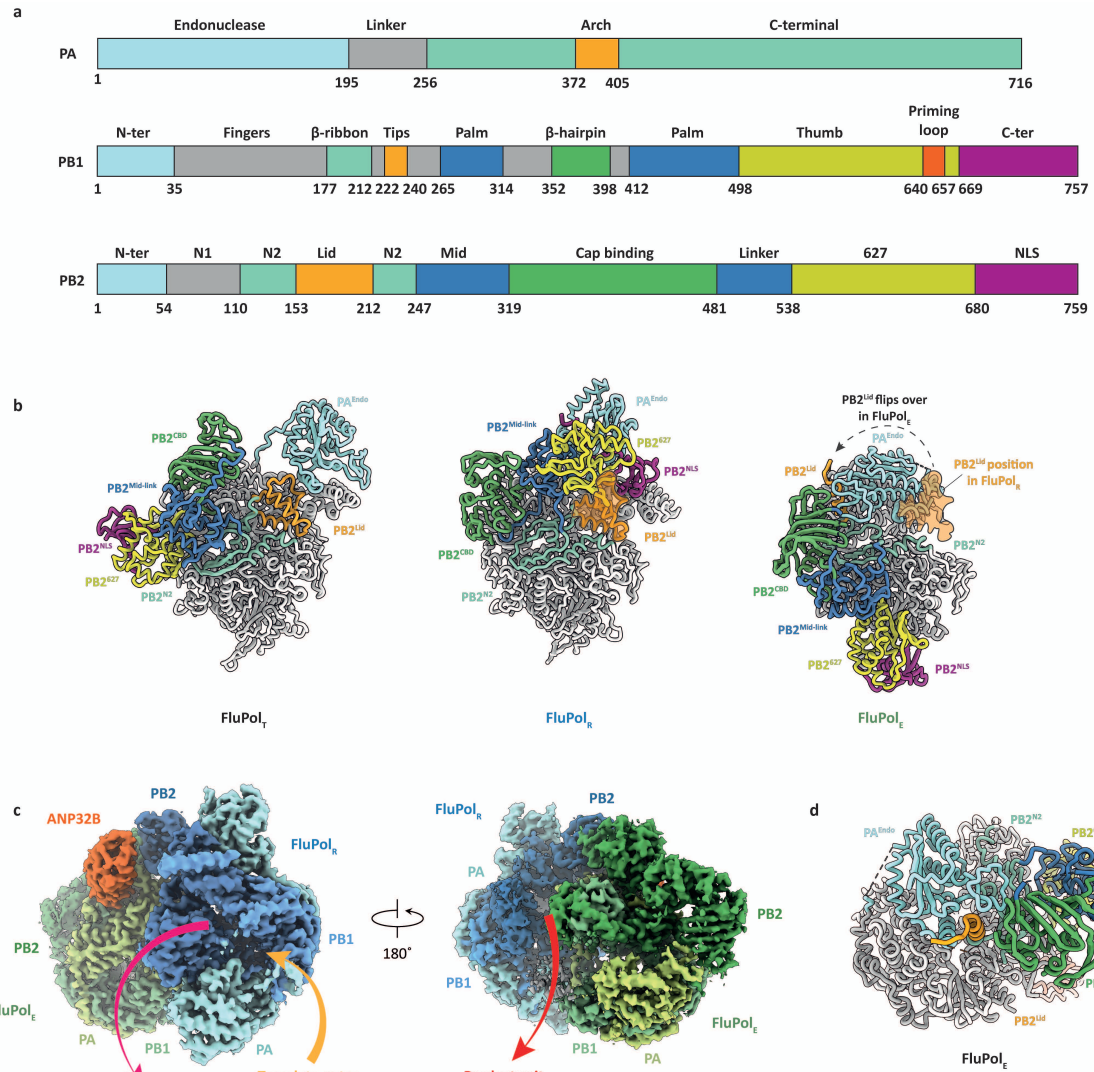 a
Endonuclease Linker Arch C-terminal
PA
1 195 256 372 405 716
Priming
loop
N-ter Fingers β-ribbon Tips Palm β-hairpin Palm Thumb C-ter
PB1
1 35 177 212 222 240 265 314 352 398 412 498 640 657 669 757
N-ter N1 N2 Lid N2 Mid Cap binding Linker 627 NLS
PB2
1 54 110 153 212 247 319 481 538 680 759
b
PA^Endo
PB2^CBD
PB2^Mid-link
PB2^NLS
PB2^627
PB2^Lid
PB2^N2
FluPol_T
PA^Endo
PB2^Mid-link
PB2^627
PB2^NLS
PB2^Lid
PB2^CBD
PB2^N2
FluPol_R
PB2^Lid flips over
in FluPol_E
PA^Endo
PB2^Lid
PB2^Lid position
in FluPol_R
PB2^N2
PB2^CBD
PB2^Mid-link
PB2^627
PB2^NLS
FluPol_E
c
PB2
ANP32B
FluPol_R
PB2
PB1
PA
PB1
PA
180°
FluPol_R
PB2
PA
PB2
PB1
FluPol_E
PB1
PA
d
PA^Endo
PB2^N2
PB2^Lid
FluPol_E